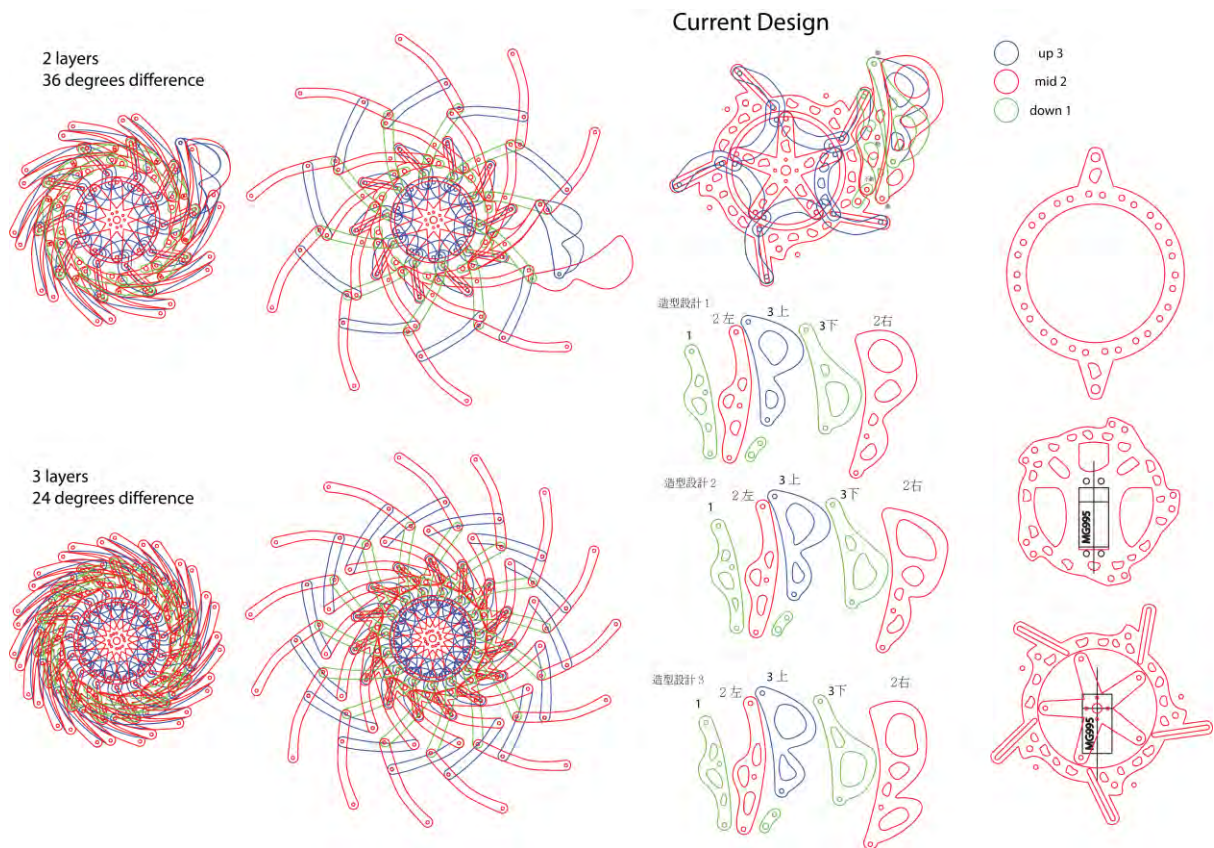 2 layers
36 degrees difference
3 layers
24 degrees difference
Current Design
up 3
mid 2
down 1
造型設計 1
1
2 左
3 上
3下
2右
造型設計2
1
2 左
3 上
3下
2右
造型設計 3
1
2 左
3 上
3下
2右
MG995
MG995